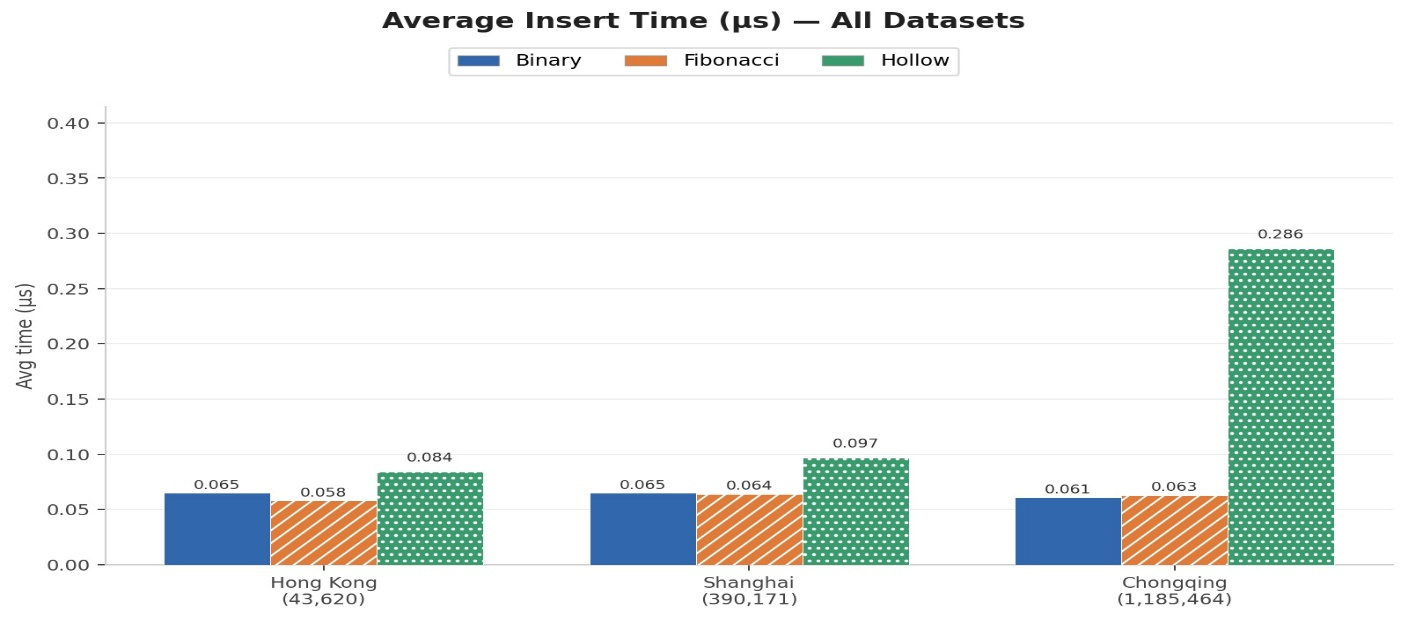 Average Insert Time (µs) — All Datasets
Binary Fibonacci Hollow
0.40
0.35
0.30
0.25
0.20
0.15
0.10
0.05
0.00
Avg time (µs)
0.065 0.058 0.084
0.065 0.064 0.097
0.061 0.063 0.286
Hong Kong
(43,620)
Shanghai
(390,171)
Chongqing
(1,185,464)